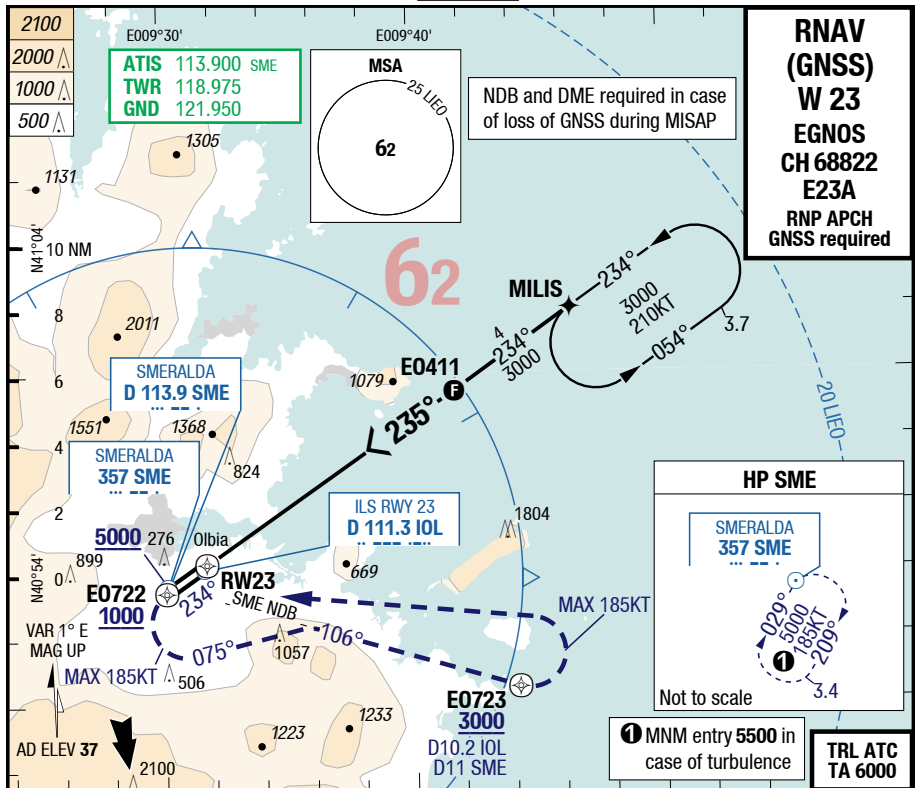 2100
2000
1000
500
E009°30'
E009°40'
ATIS 113.900 SME
TWR 118.975
GND 121.950
MSA
25 LIEO
62
NDB and DME required in case
of loss of GNSS during MISAP
RNAV
(GNSS)
W 23
EGNOS
CH 68822
E23A
RNP APCH
GNSS required
1305
1131
N41°04'
10 NM
8
6
4
2
0
N40°54'
62
MILIS
234°
3000
210KT
054°
3.7
4
234°
3000
2011
E0411
1079
F
235°
20 LIEO
SMERALDA
D 113.9 SME
1551
1368
824
SMERALDA
357 SME
ILS RWY 23
D 111.3 IOL
1804
5000
276
Olbia
899
669
E0722
1000
RW23
234°
SME NDB
MAX 185KT
VAR 1° E
MAG UP
MAX 185KT
075°
106°
1057
506
E0723
3000
D10.2 IOL
D11 SME
1223
1233
AD ELEV 37
2100
HP SME
SMERALDA
357 SME
029°
5000
185KT
209°
1
3.4
Not to scale
1 MNM entry 5500 in
case of turbulence
TRL ATC
TA 6000